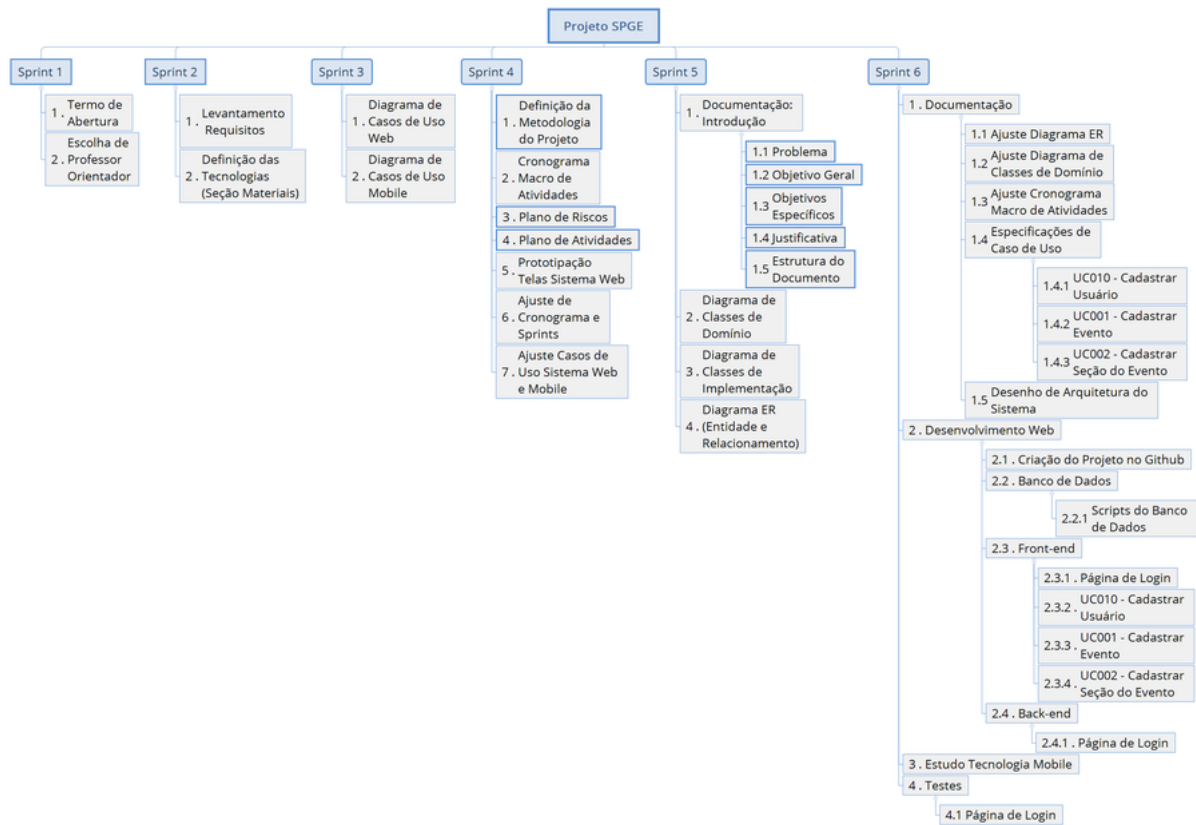 Projeto SPGE
Sprint 1
1 . Termo de
Abertura
2 . Escolha de
Professor
Orientador
Sprint 2
1 . Levantamento
Requisitos
2 . Definição das
Tecnologias
(Seção Materiais)
Sprint 3
1 . Diagrama de
Casos de Uso
Web
2 . Diagrama de
Casos de Uso
Mobile
Sprint 4
1 . Definição da
Metodologia
do Projeto
2 . Cronograma
Macro de
Atividades
3 . Plano de Riscos
4 . Plano de Atividades
5 . Prototipação
Telas Sistema Web
6 . Ajuste de
Cronograma e
Sprints
7 . Ajuste Casos de
Uso Sistema Web
e Mobile
Sprint 5
1 . Documentação:
Introdução
1.1 Problema
1.2 Objetivo Geral
1.3 Objetivos
Específicos
1.4 Justificativa
1.5 Estrutura do
Documento
2 . Diagrama de
Classes de
Domínio
3 . Diagrama de
Classes de
Implementação
4 . Diagrama ER
(Entidade e
Relacionamento)
Sprint 6
1 . Documentação
1.1 Ajuste Diagrama ER
1.2 Ajuste Diagrama de
Classes de Domínio
1.3 Ajuste Cronograma
Macro de Atividades
1.4 Especificações de
Caso de Uso
1.4.1 UC010 - Cadastrar
Usuário
1.4.2 UC001 - Cadastrar
Evento
1.4.3 UC002 - Cadastrar
Seção do Evento
1.5 Desenho de Arquitetura do
Sistema
2 . Desenvolvimento Web
2.1 . Criação do Projeto no Github
2.2 . Banco de Dados
2.2.1 Scripts do Banco
de Dados
2.3 . Front-end
2.3.1 . Página de Login
2.3.2 . UC010 - Cadastrar
Usuário
2.3.3 . UC001 - Cadastrar
Evento
2.3.4 . UC002 - Cadastrar
Seção do Evento
2.4 . Back-end
2.4.1 . Página de Login
3 . Estudo Tecnologia Mobile
4 . Testes
4.1 Página de Login